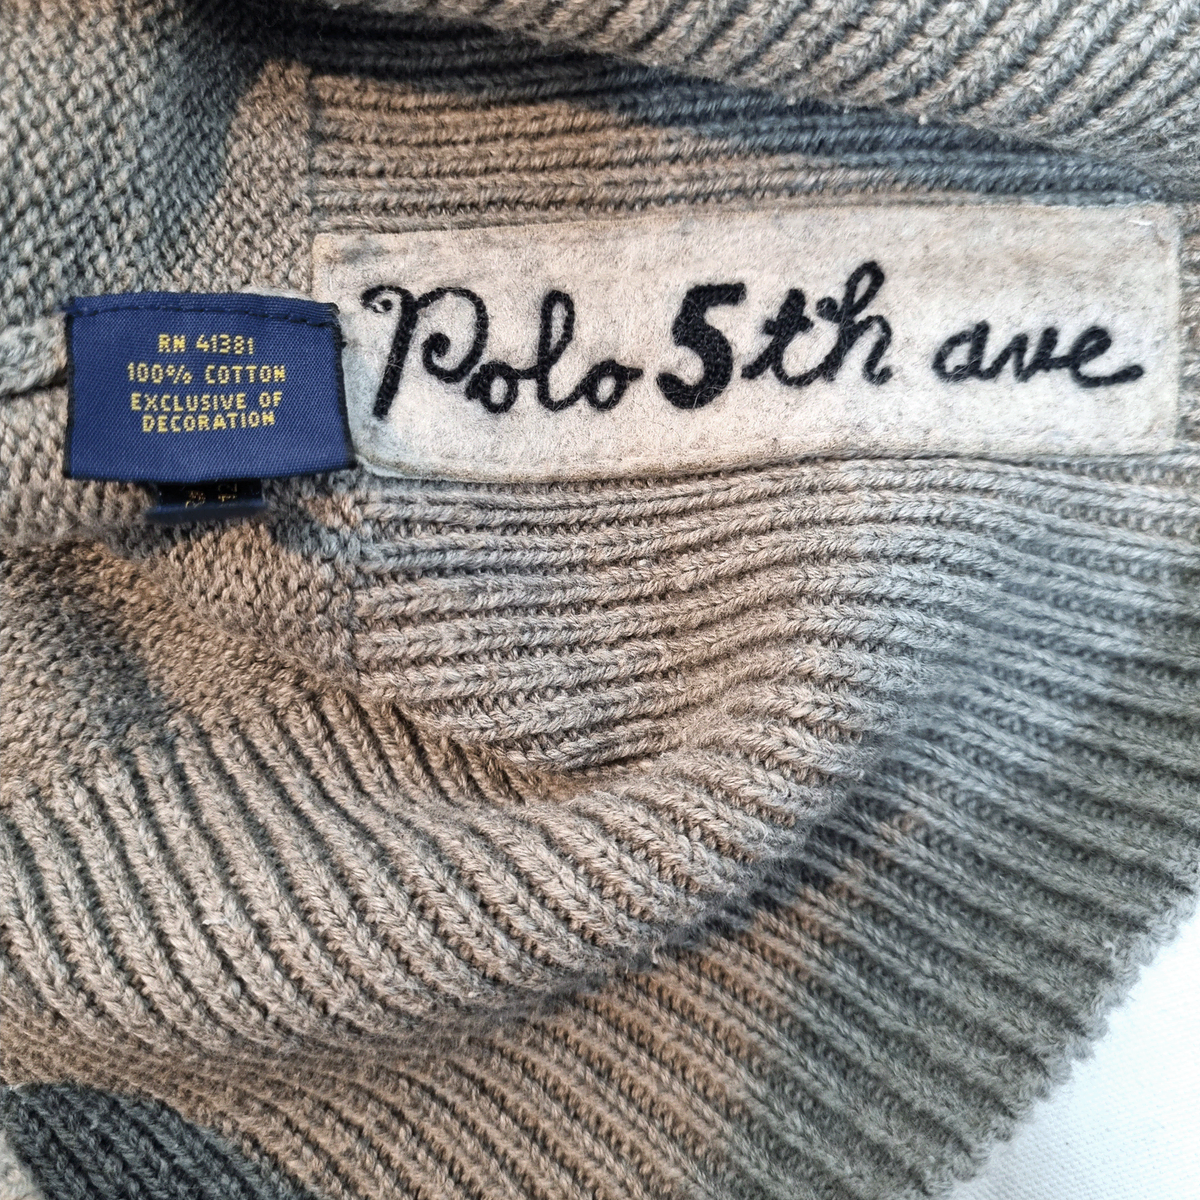 RN 41381
100% COTTON
EXCLUSIVE OF
DECORATION
Polo 5th ave